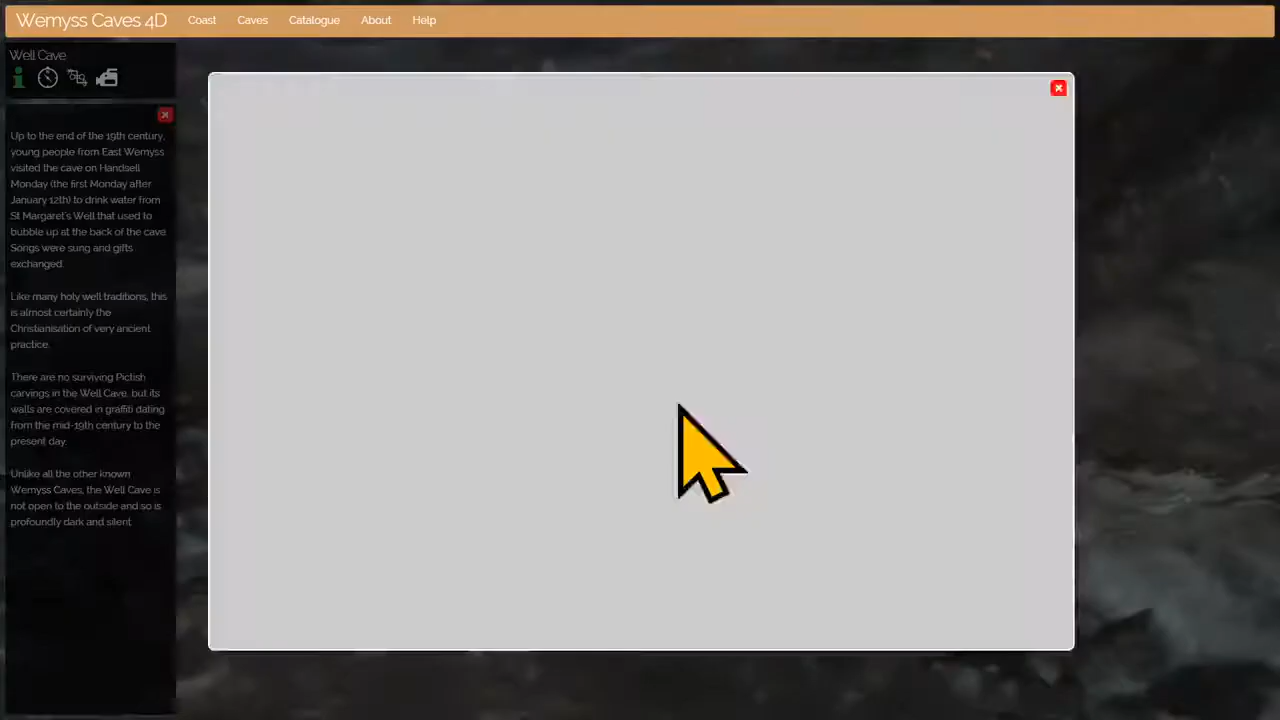 Wemyss Caves 4D Coast Caves Catalogue About Help
Well Cave
Up to the end of the 19th century,
young people from East Wemyss
visited the cave on Handsell
Monday (the first Monday after
January 12th) to drink water from
St Margaret's Well that used to
bubble up at the back of the cave
Songs were sung and gifts
exchanged.
Like many holy well traditions, this
is almost certainly the
Christianisation of very ancient
practice.
There are no surviving Pictish
carvings in the Well Cave, but its
walls are covered in graffiti dating
from the mid-19th century to the
present day.
Unlike all the other known
Wemyss Caves, the Well Cave is
not open to the outside and so is
profoundly dark and silent